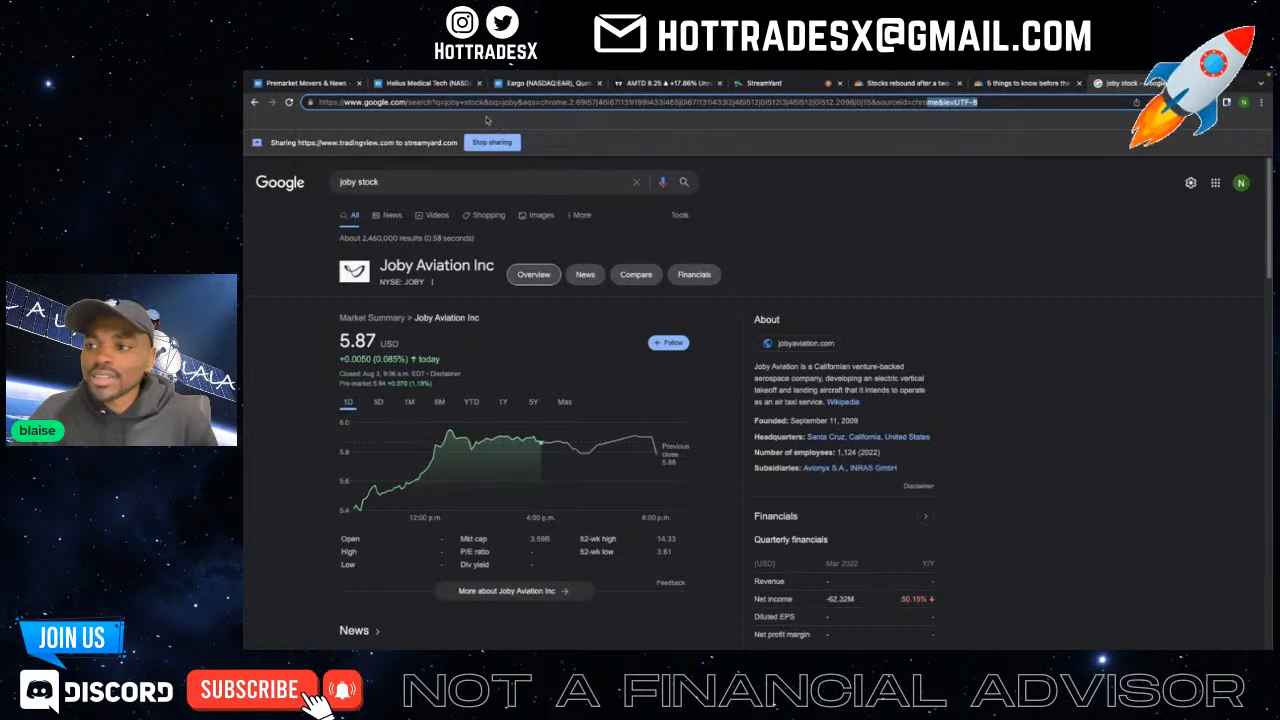 HOTTRADESX
HOTTRADESX@GMAIL.COM
Premarket Movers & News
Helius Medical Tech (NASD
Eargo (NASDAQ:EAR), Quo
AMTD 8.25 ▲ +17.86% Unn
StreamYard
Stocks rebound after a two-
5 things to know before the
joby stock - Google
Sharing https://www.tradingview.com to streamyard.com
Stop sharing
Google
joby stock
N
All
News
Videos
Shopping
Images
More
Tools
About 2,460,000 results (0.58 seconds)
Joby Aviation Inc
NYSE: JOBY
Overview
News
Compare
Financials
Market Summary > Joby Aviation Inc
5.87 USD
+ Follow
+0.0050 (0.085%) ↑ today
Closed: Aug 3, 9:06 a.m. EDT • Disclaimer
Pre-market 5.94 +0.070 (1.19%)
1D 5D 1M 6M YTD 1Y 5Y Max
6.0
5.8
5.6
5.4
Previous
close
5.86
12:00 p.m. 4:00 p.m. 8:00 p.m.
Open - Mkt cap 3.59B 52-wk high 14.33
High - P/E ratio - 52-wk low 3.61
Low - Div yield -
Feedback
More about Joby Aviation Inc →
News >
About
jobyaviation.com
Joby Aviation is a Californian venture-backed
aerospace company, developing an electric vertical
takeoff and landing aircraft that it intends to operate
as an air taxi service. Wikipedia
Founded: September 11, 2009
Headquarters: Santa Cruz, California, United States
Number of employees: 1,124 (2022)
Subsidiaries: Avionyx S.A., INRAS GmbH
Disclaimer
Financials >
Quarterly financials
(USD) Mar 2022 Y/Y
Revenue - -
Net income -62.32M 50.15% ↓
Diluted EPS - -
Net profit margin - -
blaise
JOIN US
DISCORD
SUBSCRIBE
NOT A FINANCIAL ADVISOR